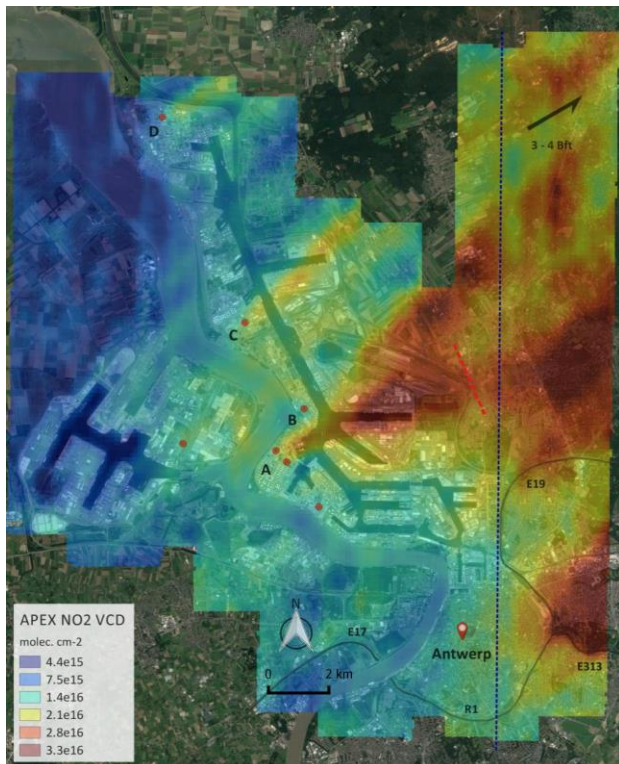 D
3 - 4 Bft
C
B
A
E19
N
E17
Antwerp
0
2 km
E313
R1
APEX NO2 VCD
molec. cm-2
4.4e15
7.5e15
1.4e16
2.1e16
2.8e16
3.3e16